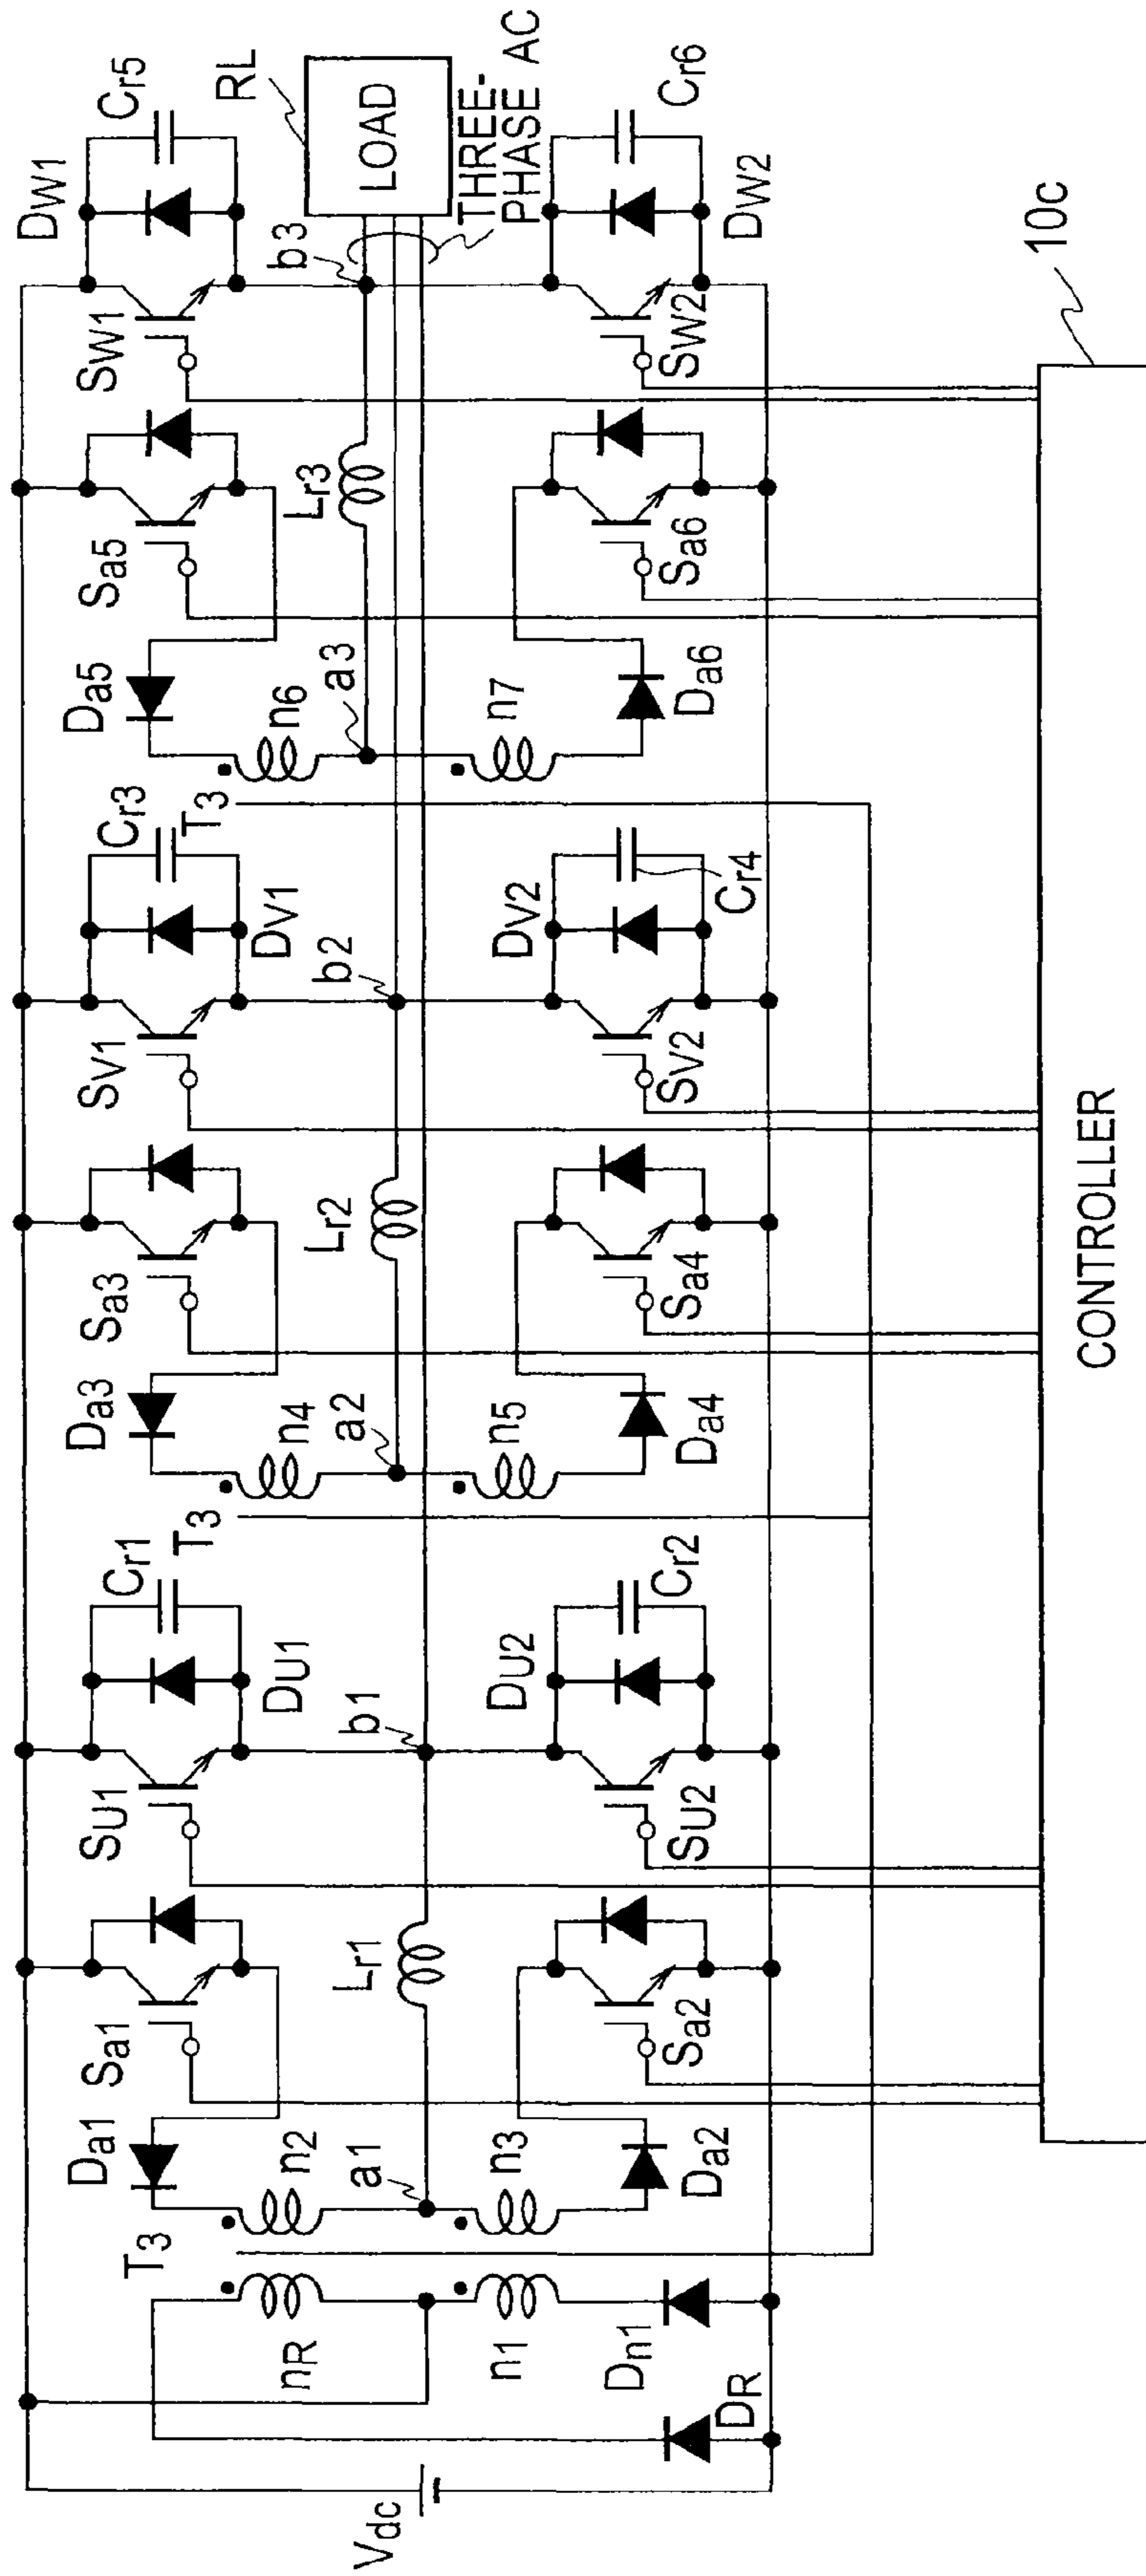 DW1
Cr5
RL
LOAD
THREE-
PHASE AC
b3
SW1
Sa5
Da5
n6
a3
Lr3
n7
Da6
Sa6
SW2
DW2
Cr6
10c
Cr3
T3
DV1
SV1
b2
DV2
Cr4
SV2
Sa3
Da3
n4
a2
Lr2
n5
Da4
Sa4
CONTROLLER
Cr1
T3
DU1
SU1
b1
DU2
Cr2
SU2
Sa1
Da1
n2
a1
Lr1
n3
Da2
Sa2
T3
nR
n1
Dn1
DR
Vdc